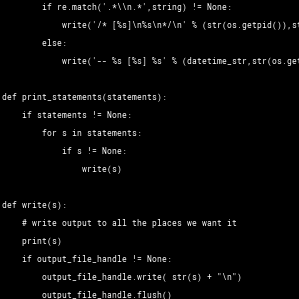 if re.match('.*\\n.*',string) != None:
write('/* [%s]\n%s\n*/\n' % (str(os.getpid()),st
else:
write('-- %s [%s] %s' % (datetime_str,str(os.get
def print_statements(statements):
if statements != None:
for s in statements:
if s != None:
write(s)
def write(s):
# write output to all the places we want it
print(s)
if output_file_handle != None:
output_file_handle.write( str(s) + "\n")
output_file_handle.flush()